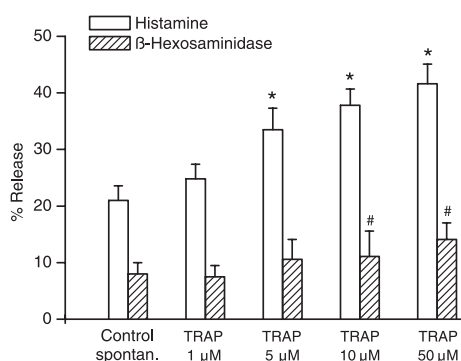 Histamine
ß-Hexosaminidase
% Release
50
40
30
20
10
0
* * *
# #
Control TRAP TRAP TRAP TRAP
spontan. 1 µM 5 µM 10 µM 50 µM